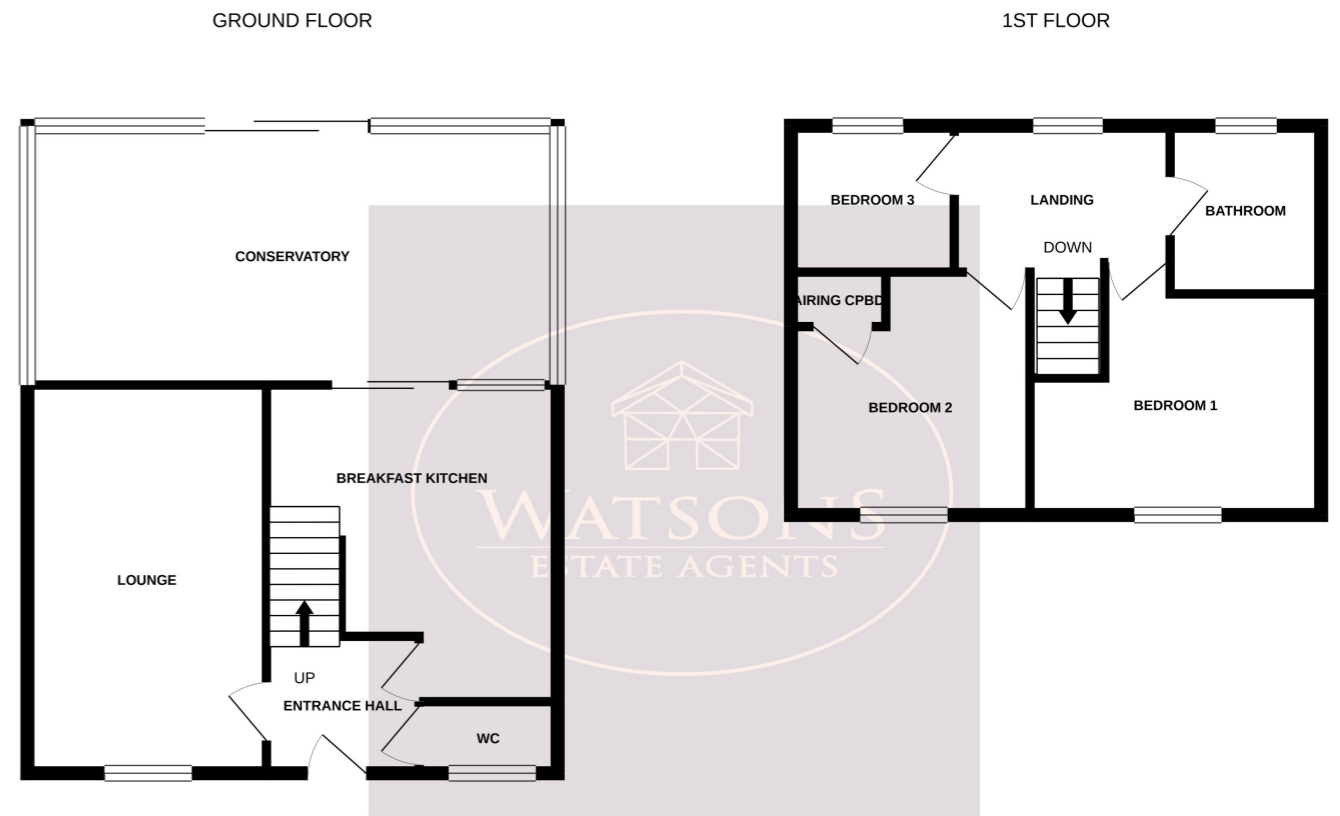 GROUND FLOOR
CONSERVATORY
BREAKFAST KITCHEN
LOUNGE
UP
ENTRANCE HALL
WC
1ST FLOOR
BEDROOM 3
LANDING
BATHROOM
DOWN
AIRING CPBD
BEDROOM 2
BEDROOM 1
WATSONS
ESTATE AGENTS